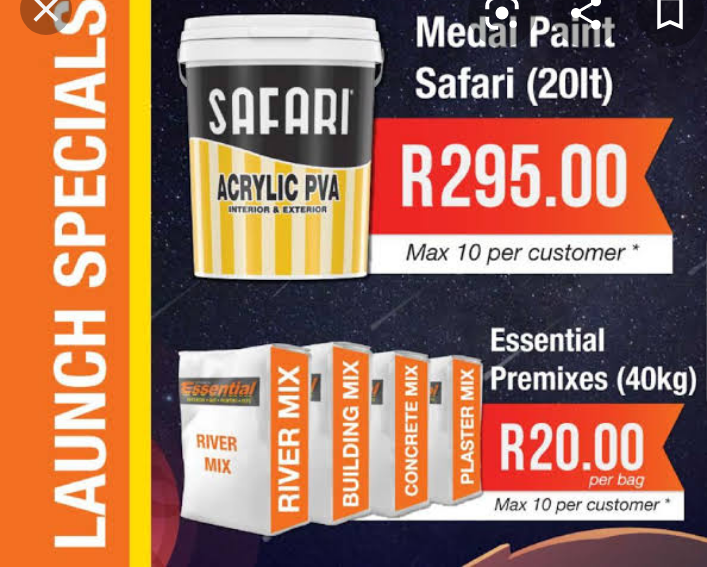 LAUNCH SPECIALS
Medal Paint
Safari (20lt)
SAFARI
ACRYLIC PVA
INTERIOR & EXTERIOR
R295.00
Max 10 per customer *
Essential
Premixes (40kg)
Essential
RIVER
MIX
RIVER MIX
BUILDING MIX
CONCRETE MIX
PLASTER MIX
R20.00
per bag
Max 10 per customer *